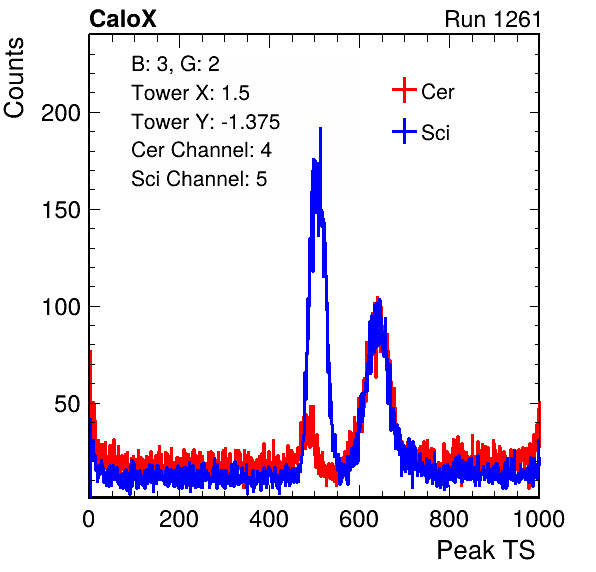 CaloX Run 1261
Counts
B: 3, G: 2
Tower X: 1.5
Tower Y: -1.375
Cer Channel: 4
Sci Channel: 5
Cer
Sci
200
150
100
50
0 200 400 600 800 1000
Peak TS